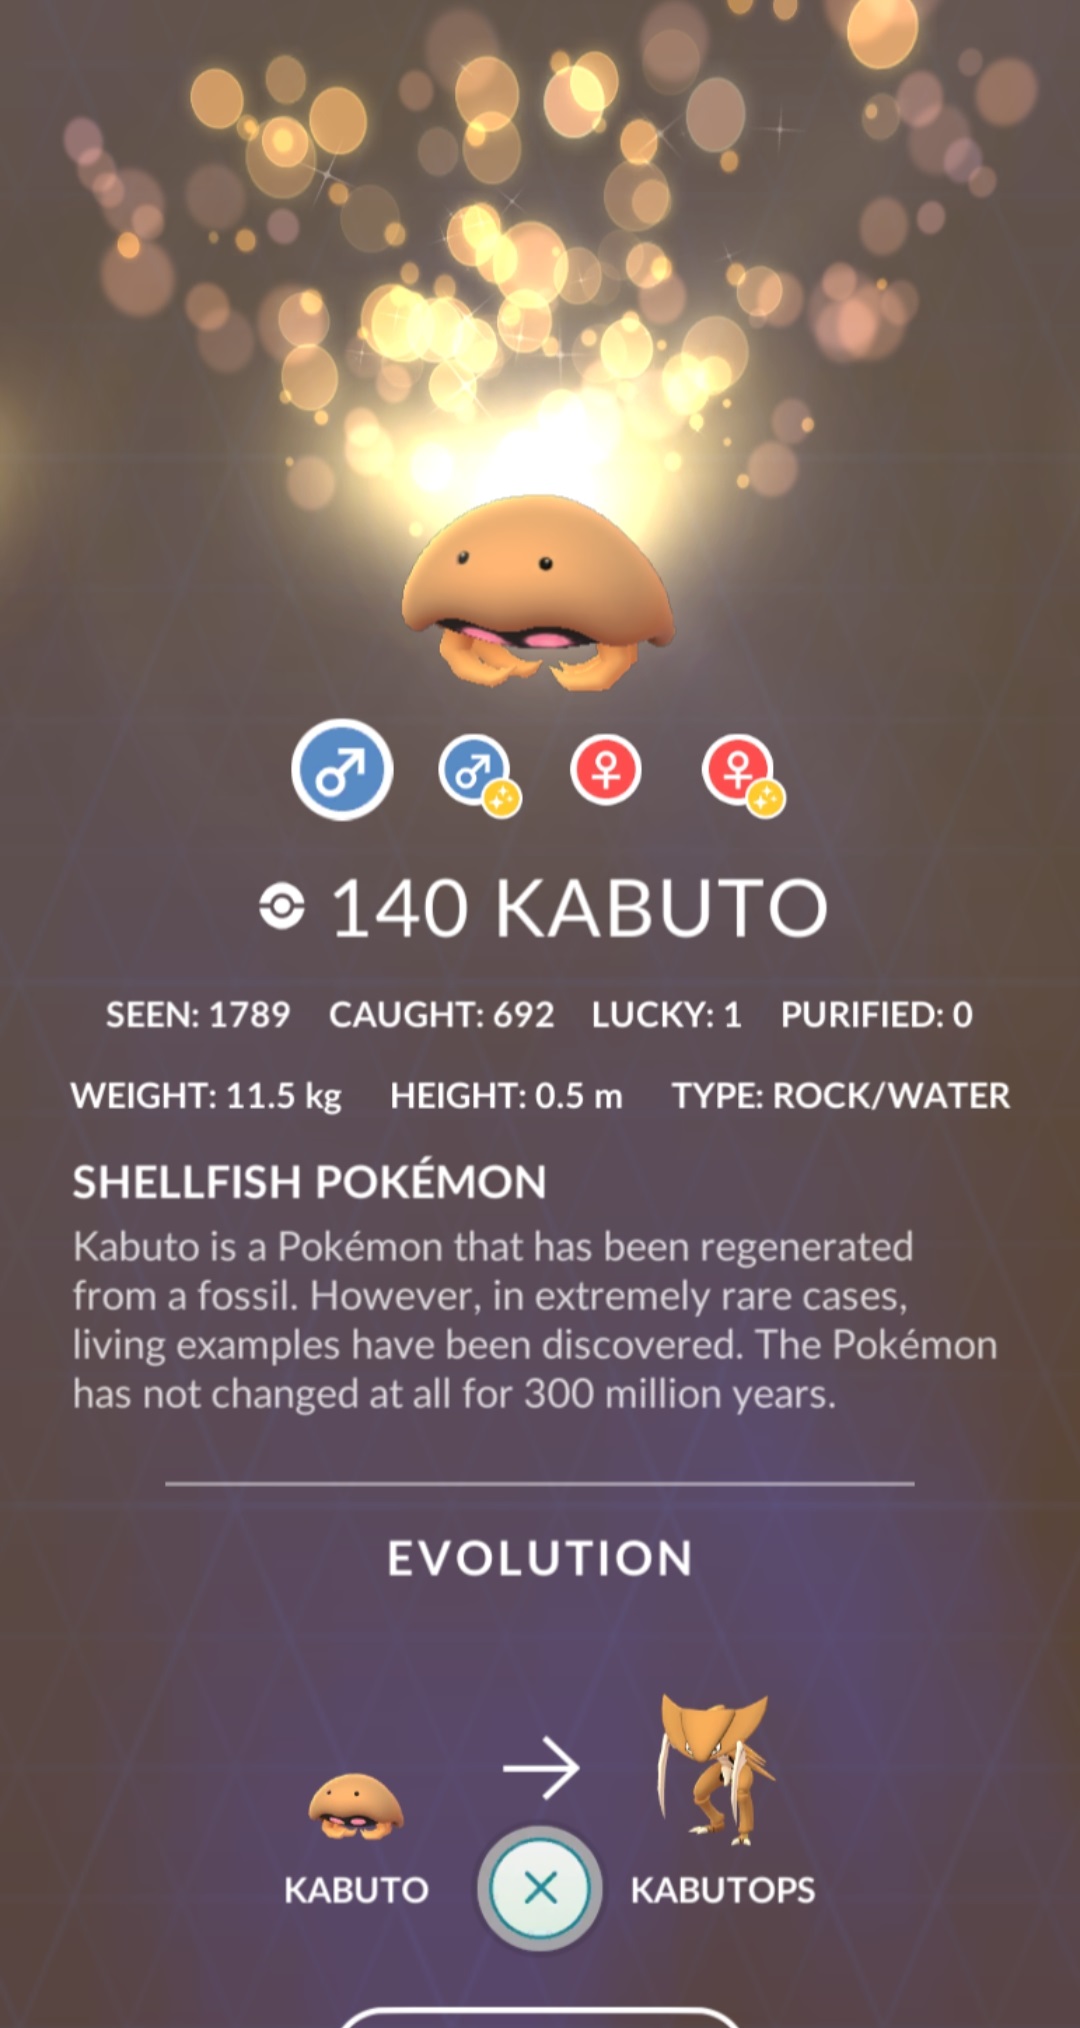 140 KABUTO
SEEN: 1789 CAUGHT: 692 LUCKY: 1 PURIFIED: 0
WEIGHT: 11.5 kg HEIGHT: 0.5 m TYPE: ROCK/WATER
SHELLFISH POKÉMON
Kabuto is a Pokémon that has been regenerated
from a fossil. However, in extremely rare cases,
living examples have been discovered. The Pokémon
has not changed at all for 300 million years.
EVOLUTION
KABUTO KABUTOPS